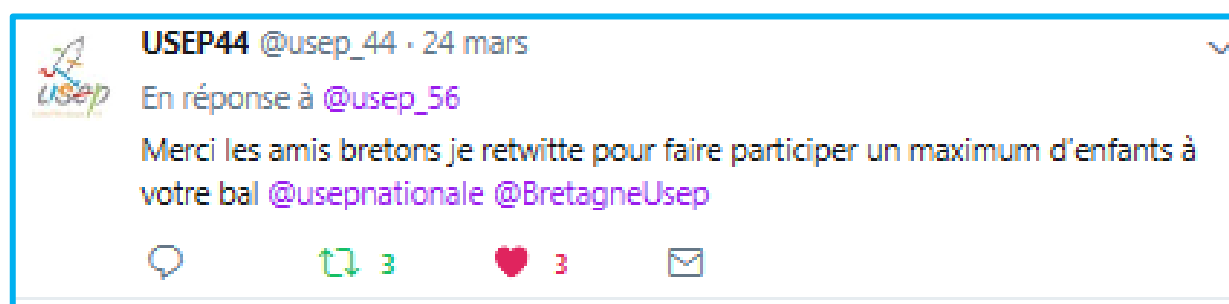 USEP44 @usep_44 · 24 mars
usep
En réponse à @usep_56
Merci les amis bretons je retwitte pour faire participer un maximum d'enfants à
votre bal @usepnationale @BretagneUsep
3 3